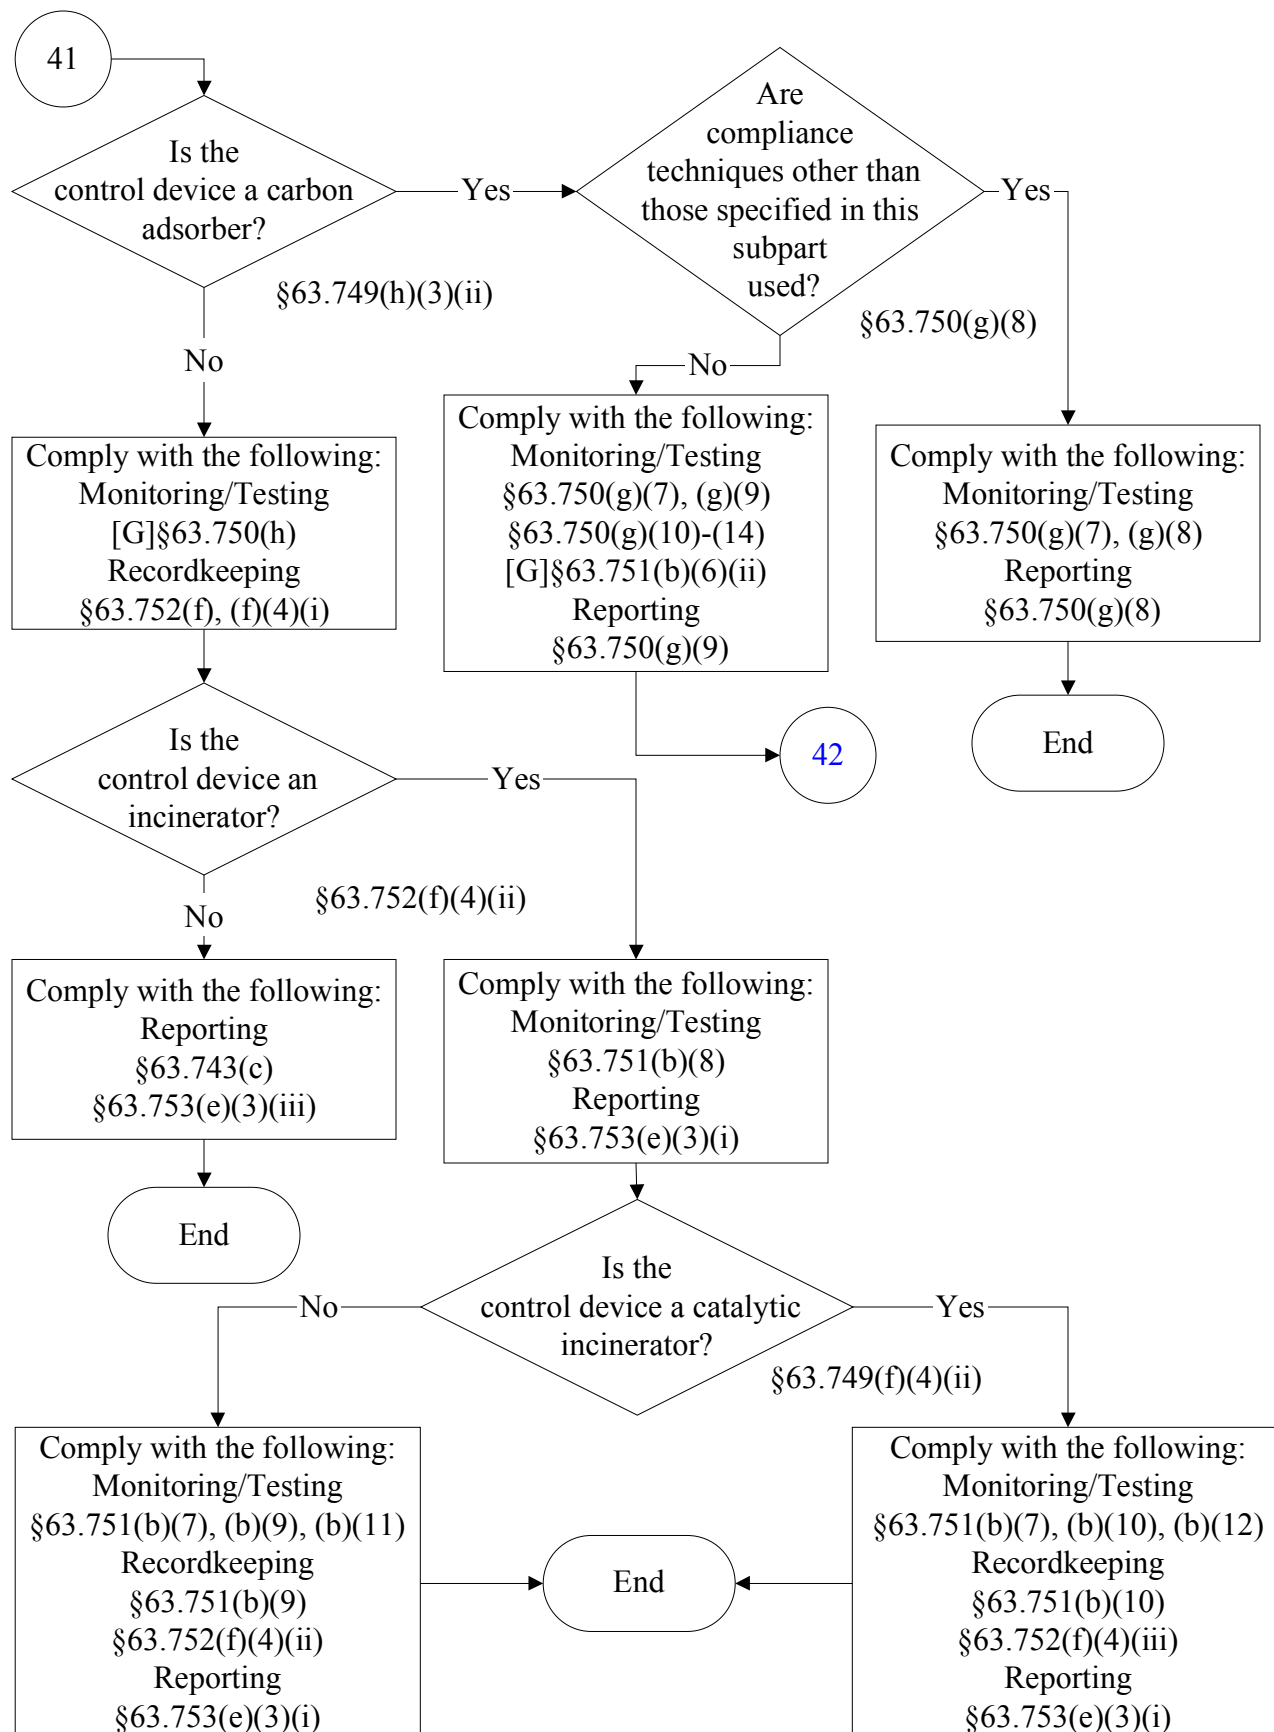 41
Is the
control device a carbon
adsorber?
Yes
§63.749(h)(3)(ii)
No
Are
compliance
techniques other than
those specified in this
subpart
used?
Yes
§63.750(g)(8)
No
Comply with the following:
Monitoring/Testing
[G]§63.750(h)
Recordkeeping
§63.752(f), (f)(4)(i)
Comply with the following:
Monitoring/Testing
§63.750(g)(7), (g)(9)
§63.750(g)(10)-(14)
[G]§63.751(b)(6)(ii)
Reporting
§63.750(g)(9)
Comply with the following:
Monitoring/Testing
§63.750(g)(7), (g)(8)
Reporting
§63.750(g)(8)
42
End
Is the
control device an
incinerator?
Yes
§63.752(f)(4)(ii)
No
Comply with the following:
Reporting
§63.743(c)
§63.753(e)(3)(iii)
Comply with the following:
Monitoring/Testing
§63.751(b)(8)
Reporting
§63.753(e)(3)(i)
End
Is the
control device a catalytic
incinerator?
No
Yes
§63.749(f)(4)(ii)
Comply with the following:
Monitoring/Testing
§63.751(b)(7), (b)(9), (b)(11)
Recordkeeping
§63.751(b)(9)
§63.752(f)(4)(ii)
Reporting
§63.753(e)(3)(i)
End
Comply with the following:
Monitoring/Testing
§63.751(b)(7), (b)(10), (b)(12)
Recordkeeping
§63.751(b)(10)
§63.752(f)(4)(iii)
Reporting
§63.753(e)(3)(i)